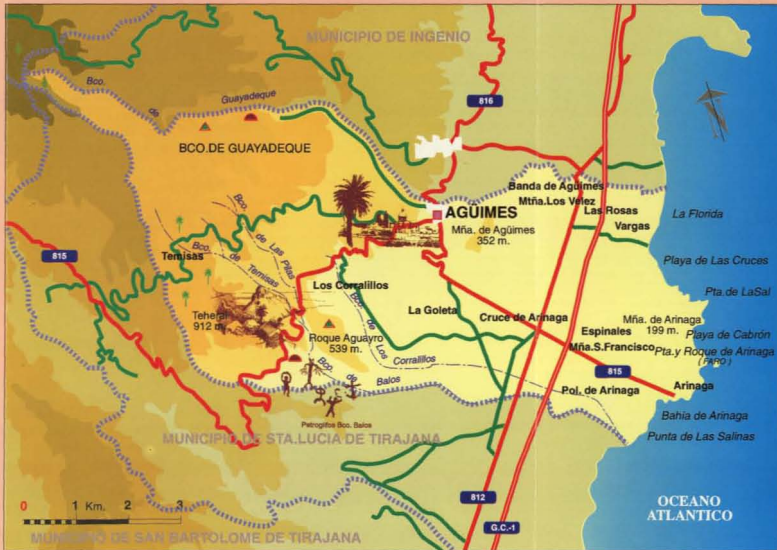 MUNICIPIO DE INGENIO
Bco.
de
Guayadeque
816
BCO.DE GUAYADEQUE
Banda de Agüimes
Mtña.Los Velez
AGÜIMES
Las Rosas
Mña. de Agüimes
352 m.
Vargas
La Florida
Bco.
de
Las Pilas
815
Temisas
Bco.
de
Temisas
Playa de Las Cruces
Los Corralillos
Pta.de LaSal
Teheral
912 m.
Bco.
de
Los
Corralillos
La Goleta
Cruce de Arinaga
Mña. de Arinaga
199 m.
Roque Aguayro
539 m.
Espinales
Playa de Cabrón
Mña.S.Francisco
Pta.y Roque de Arinaga
( FARO )
Bco.
de
Balos
815
Pol. de Arinaga
Arinaga
Bahía de Arinaga
Petroglifos Bco. Balos
MUNICIPIO DE STA.LUCIA DE TIRAJANA
Punta de Las Salinas
812
OCEANO
ATLANTICO
0 1 Km. 2 3
G.C.-1
MUNICIPIO DE SAN BARTOLOME DE TIRAJANA